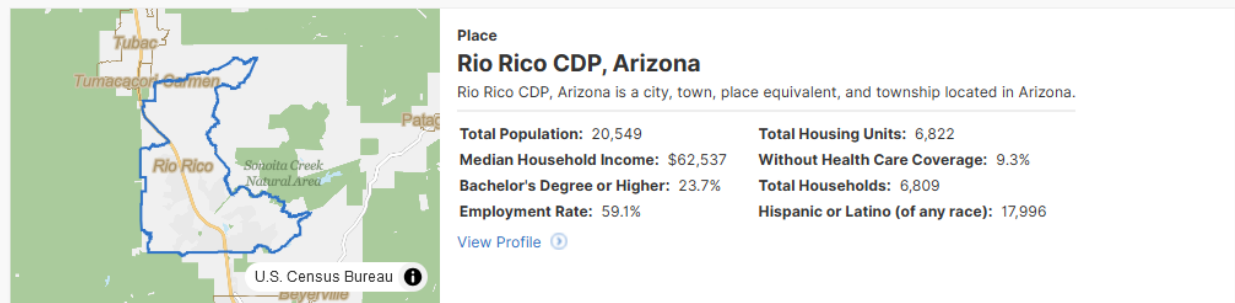 Tubac
Tumacacori Carmen
Patag
Rio Rico
Sonoita Creek
Natural Area
U.S. Census Bureau
Beyerville
Place
Rio Rico CDP, Arizona
Rio Rico CDP, Arizona is a city, town, place equivalent, and township located in Arizona.
Total Population: 20,549
Total Housing Units: 6,822
Median Household Income: $62,537
Without Health Care Coverage: 9.3%
Bachelor's Degree or Higher: 23.7%
Total Households: 6,809
Employment Rate: 59.1%
Hispanic or Latino (of any race): 17,996
View Profile